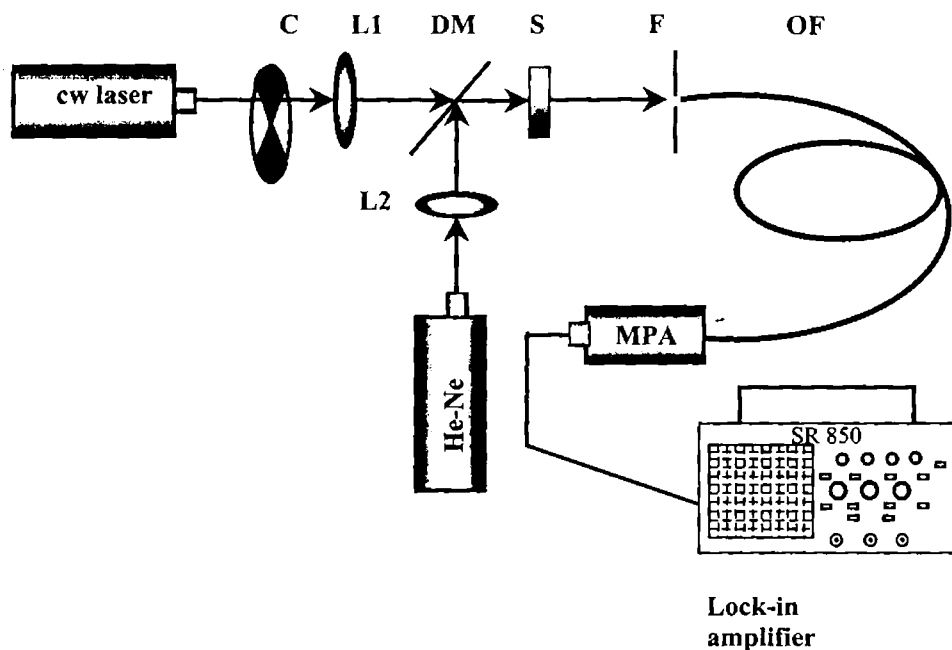 C L1 DM S F OF
cw laser
L2
MPA
He-Ne
SR 850
Lock-in
amplifier